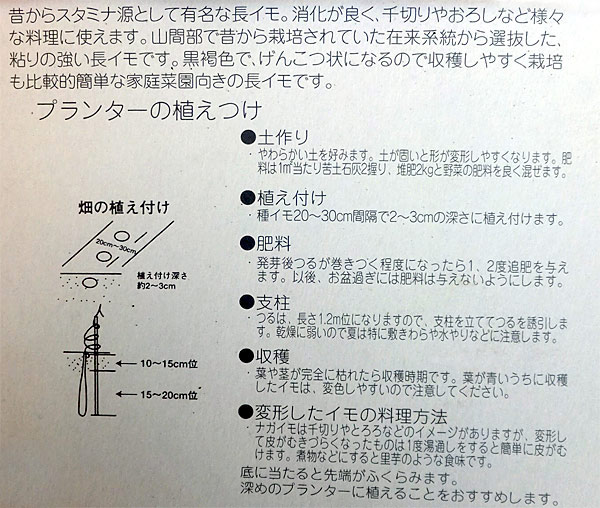 昔からスタミナ源として有名な長イモ。消化が良く、千切りやおろしなど様々
な料理に使えます。山間部で昔から栽培されていた在来系統から選抜した、
粘りの強い長イモです。黒褐色で、げんこつ状になるので収穫しやすく栽培
も比較的簡単な家庭菜園向きの長イモです。
プランターの植えつけ
●土作り
・やわらかい土を好みます。土が固いと形が変形しやすくなります。肥
料は1㎡当たり苦土石灰2握り、堆肥2kgと野菜の肥料を良く混ぜます。
●植え付け
・種イモ20〜30cm間隔で2〜3cmの深さに植え付けます。
●肥料
・発芽後つるが巻きつく程度になったら1、2度追肥を与え
ます。以後、お盆過ぎには肥料は与えないようにします。
●支柱
・つるは、長さ1.2m位になりますので、支柱を立ててつるを誘引しま
す。乾燥に弱いので夏は特に敷きわらや水やりなどに注意します。
●収穫
・葉や茎が完全に枯れたら収穫時期です。葉が青いうちに収穫
したイモは、変色しやすいので注意してください。
●変形したイモの料理方法
・ナガイモは千切りやとろろなどのイメージがありますが、変形し
て皮がむきづらくなったものは1度湯通しをすると簡単に皮がむ
けます。煮物などにすると里芋のような食味です。
底に当たると先端がふくらみます。
深めのプランターに植えることをおすすめします。
畑の植え付け
20cm〜30cm
植え付け深さ
約2〜3cm
10〜15cm位
15〜20cm位